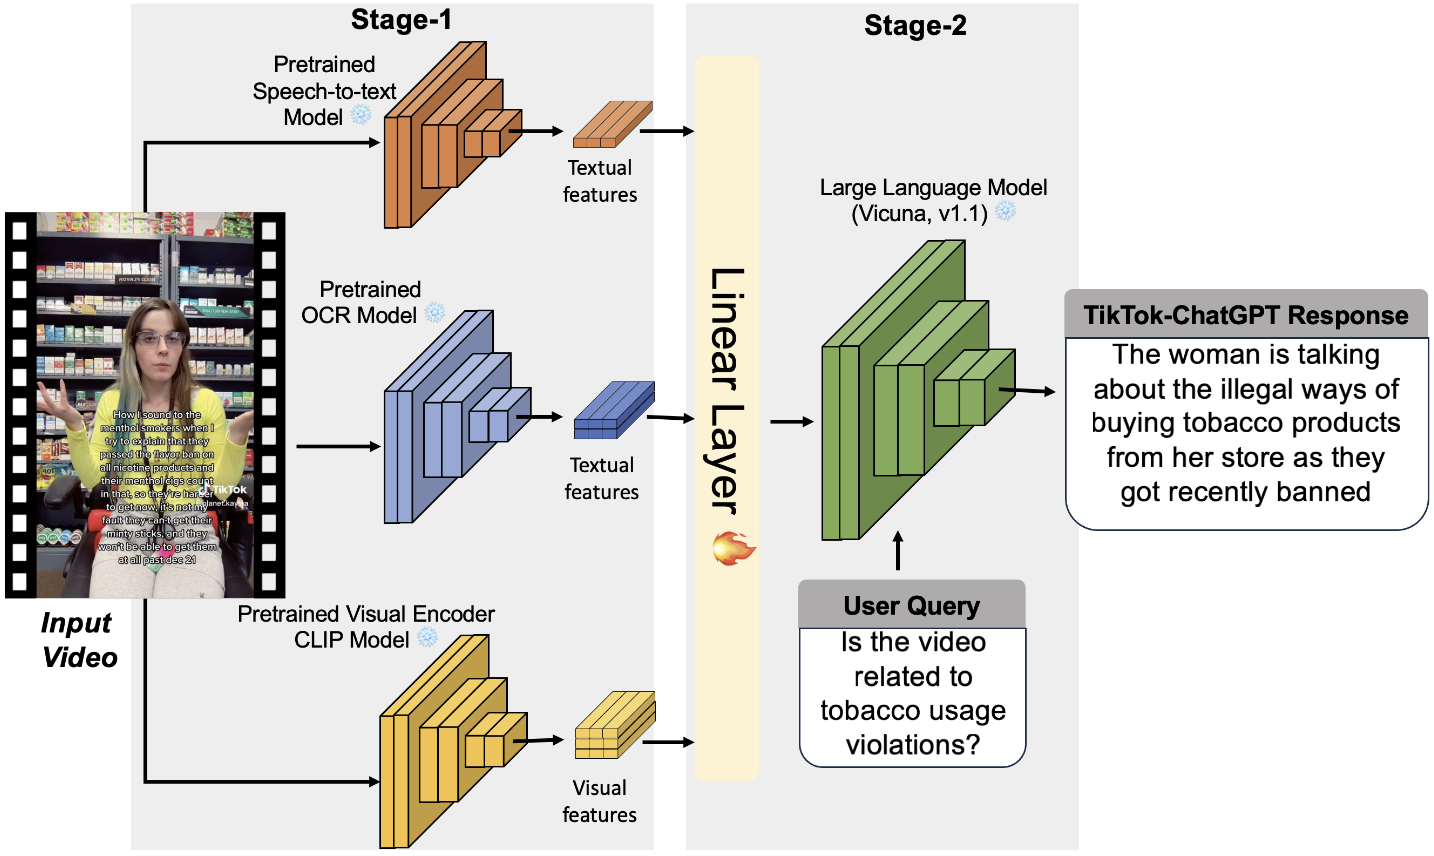 Stage-1
Stage-2
Pretrained
Speech-to-text
Model
Textual
features
Pretrained
OCR Model
Textual
features
Pretrained Visual Encoder
CLIP Model
Visual
features
How I sound to the
menthol smokers when I
try to explain that they
passed the flavor ban on
all nicotine products and
their menthol cigs count
in that, so they're harder
to get now, it's not my
fault they can't get their
minty sticks, and they
won't be able to get them
at all past dec 21
TikTok
Input
Video
Linear Layer
Large Language Model
(Vicuna, v1.1)
User Query
Is the video
related to
tobacco usage
violations?
TikTok-ChatGPT Response
The woman is talking
about the illegal ways of
buying tobacco products
from her store as they
got recently banned